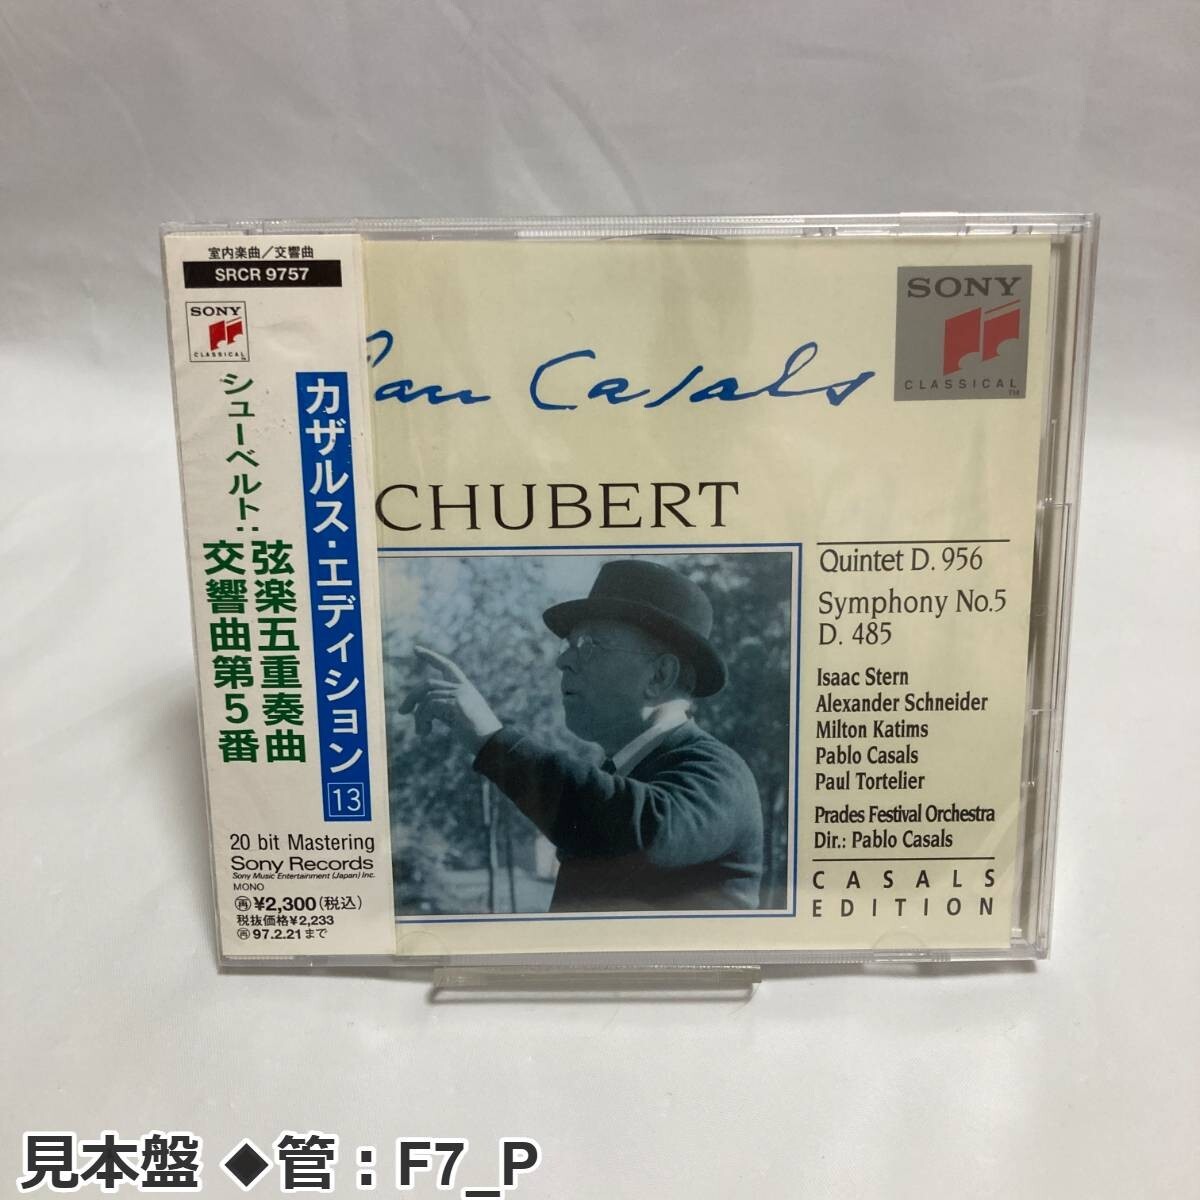 室内楽曲／交響曲
SRCR 9757
SONY
CLASSICAL
カザルス・エディション 13
シューベルト:
弦楽五重奏曲
交響曲第5番
20 bit Mastering
Sony Records
Sony Music Entertainment (Japan) Inc.
MONO
再¥2,300(税込)
税抜価格¥2,233
再97.2.21まで
Casals
CHUBERT
SONY
CLASSICAL
TM
Quintet D. 956
Symphony No.5
D. 485
Isaac Stern
Alexander Schneider
Milton Katims
Pablo Casals
Paul Tortelier
Prades Festival Orchestra
Dir.: Pablo Casals
CASALS
EDITION
見本盤 ◆管：F7_P